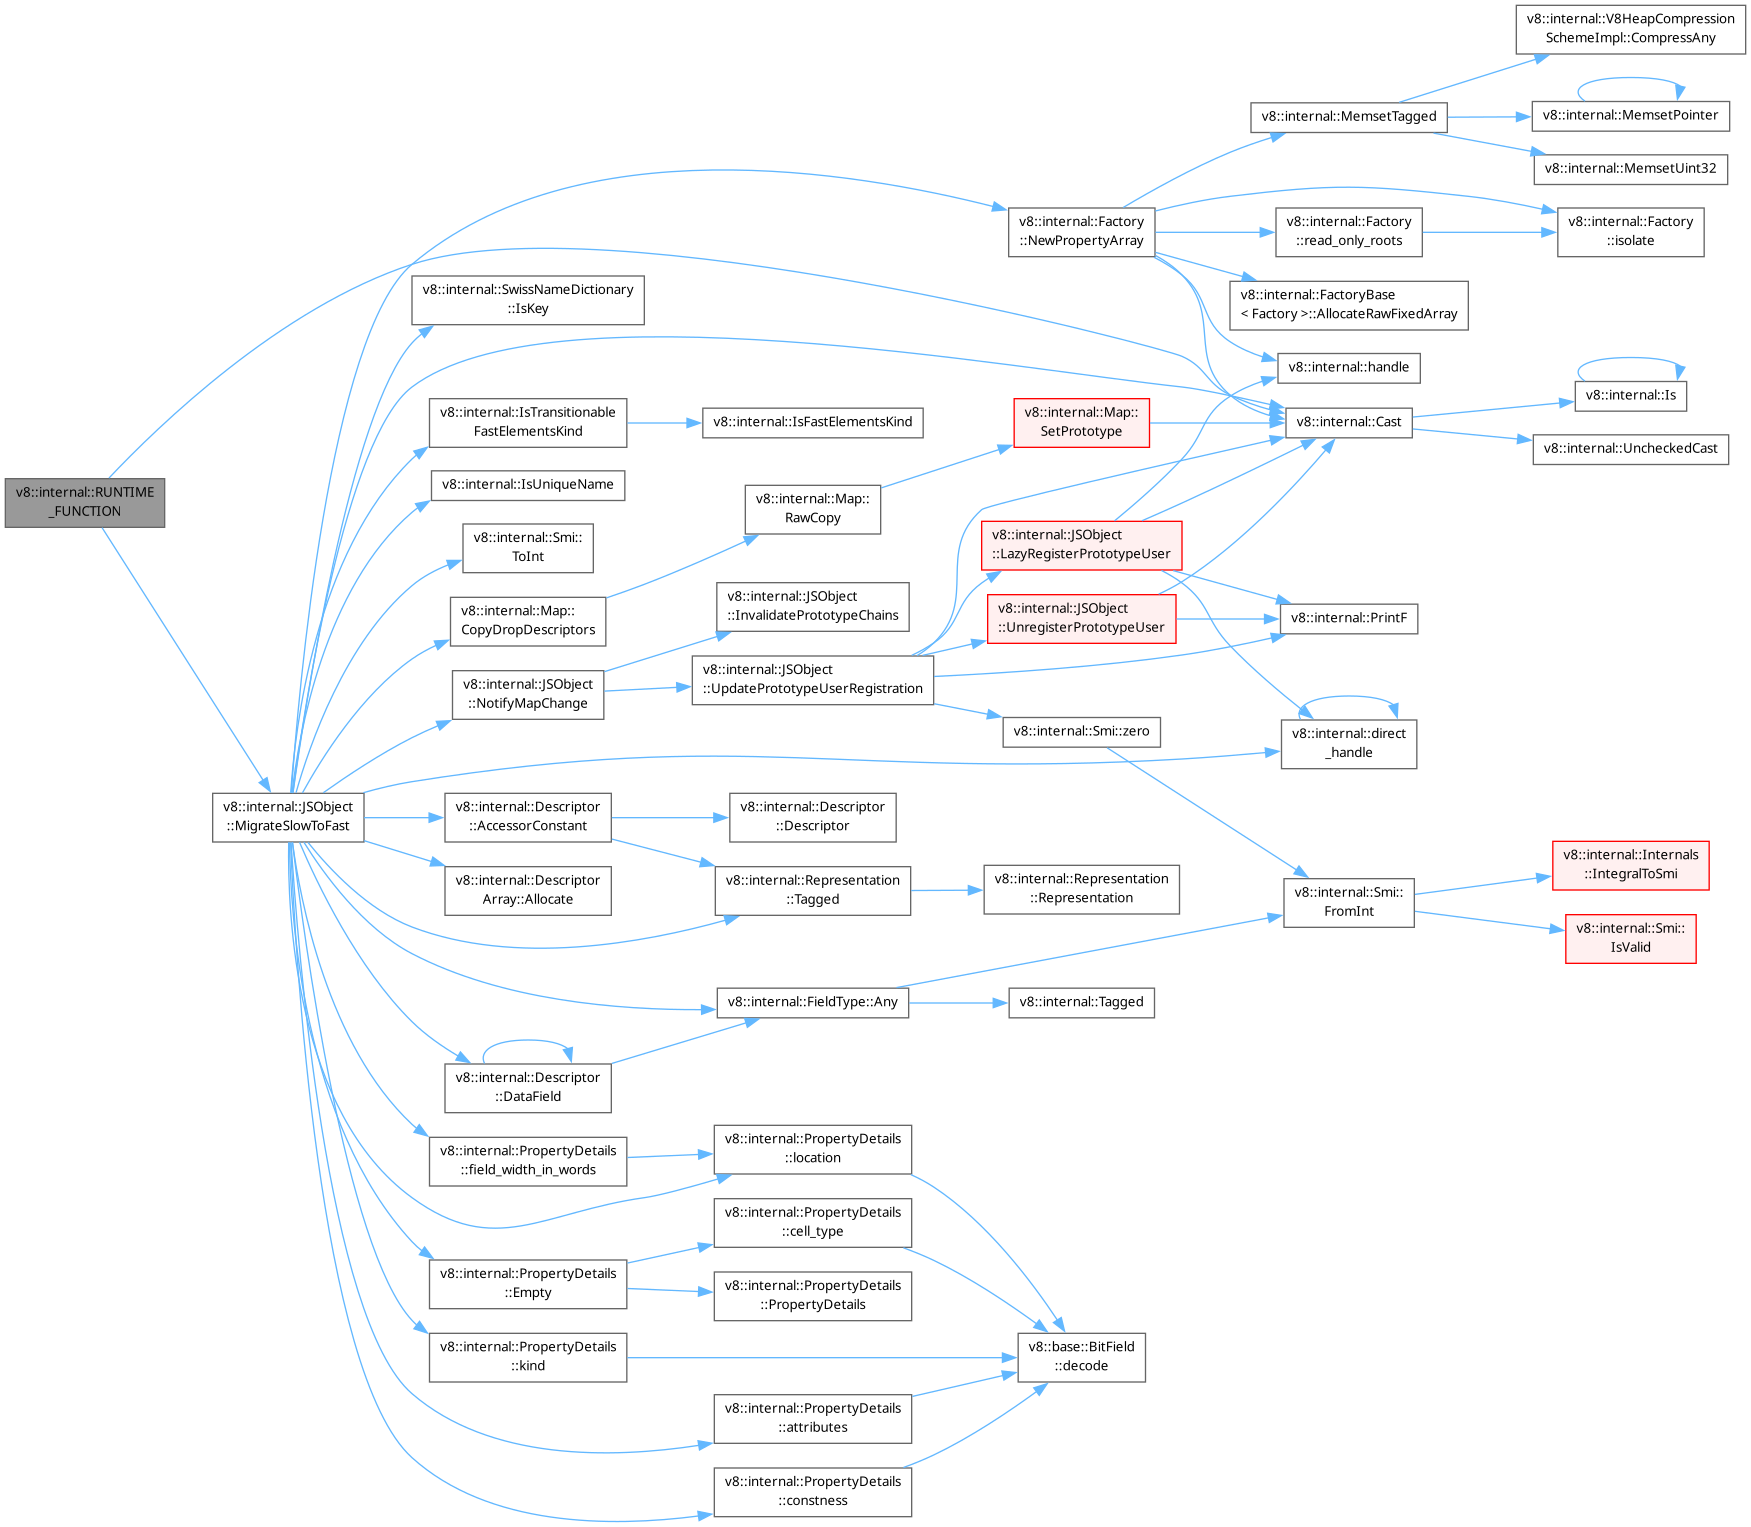 v8::internal::V8HeapCompression
SchemeImpl::CompressAny
v8::internal::MemsetTagged
v8::internal::MemsetPointer
v8::internal::MemsetUint32
v8::internal::Factory
::NewPropertyArray
v8::internal::Factory
::read_only_roots
v8::internal::Factory
::isolate
v8::internal::SwissNameDictionary
::IsKey
v8::internal::FactoryBase
< Factory >::AllocateRawFixedArray
v8::internal::handle
v8::internal::Is
v8::internal::IsTransitionable
FastElementsKind
v8::internal::IsFastElementsKind
v8::internal::Map::
SetPrototype
v8::internal::Cast
v8::internal::UncheckedCast
v8::internal::RUNTIME
_FUNCTION
v8::internal::IsUniqueName
v8::internal::Map::
RawCopy
v8::internal::Smi::
ToInt
v8::internal::JSObject
::LazyRegisterPrototypeUser
v8::internal::Map::
CopyDropDescriptors
v8::internal::JSObject
::InvalidatePrototypeChains
v8::internal::JSObject
::UnregisterPrototypeUser
v8::internal::PrintF
v8::internal::JSObject
::NotifyMapChange
v8::internal::JSObject
::UpdatePrototypeUserRegistration
v8::internal::Smi::zero
v8::internal::direct
_handle
v8::internal::JSObject
::MigrateSlowToFast
v8::internal::Descriptor
::AccessorConstant
v8::internal::Descriptor
::Descriptor
v8::internal::Descriptor
Array::Allocate
v8::internal::Representation
::Tagged
v8::internal::Representation
::Representation
v8::internal::Smi::
FromInt
v8::internal::Internals
::IntegralToSmi
v8::internal::Smi::
IsValid
v8::internal::FieldType::Any
v8::internal::Tagged
v8::internal::Descriptor
::DataField
v8::internal::PropertyDetails
::field_width_in_words
v8::internal::PropertyDetails
::location
v8::internal::PropertyDetails
::cell_type
v8::internal::PropertyDetails
::Empty
v8::internal::PropertyDetails
::PropertyDetails
v8::internal::PropertyDetails
::kind
v8::base::BitField
::decode
v8::internal::PropertyDetails
::attributes
v8::internal::PropertyDetails
::constness